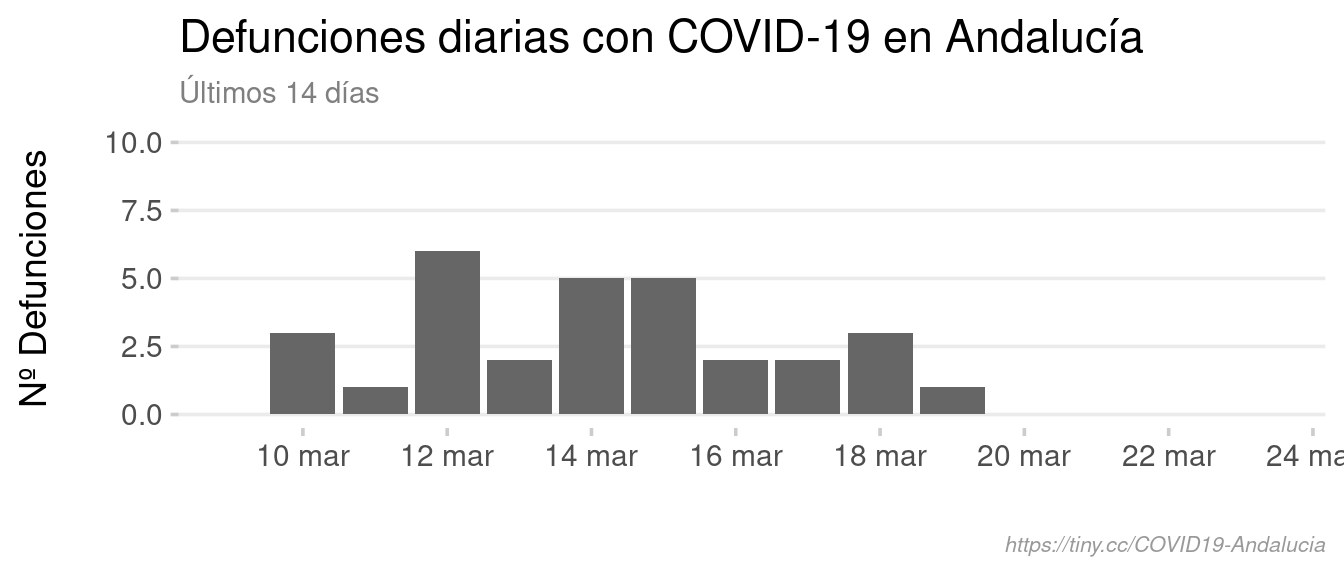 Defunciones diarias con COVID-19 en Andalucía
Últimos 14 días
Nº Defunciones
10.0
7.5
5.0
2.5
0.0
10 mar 12 mar 14 mar 16 mar 18 mar 20 mar 22 mar 24 ma
https://tiny.cc/COVID19-Andalucia